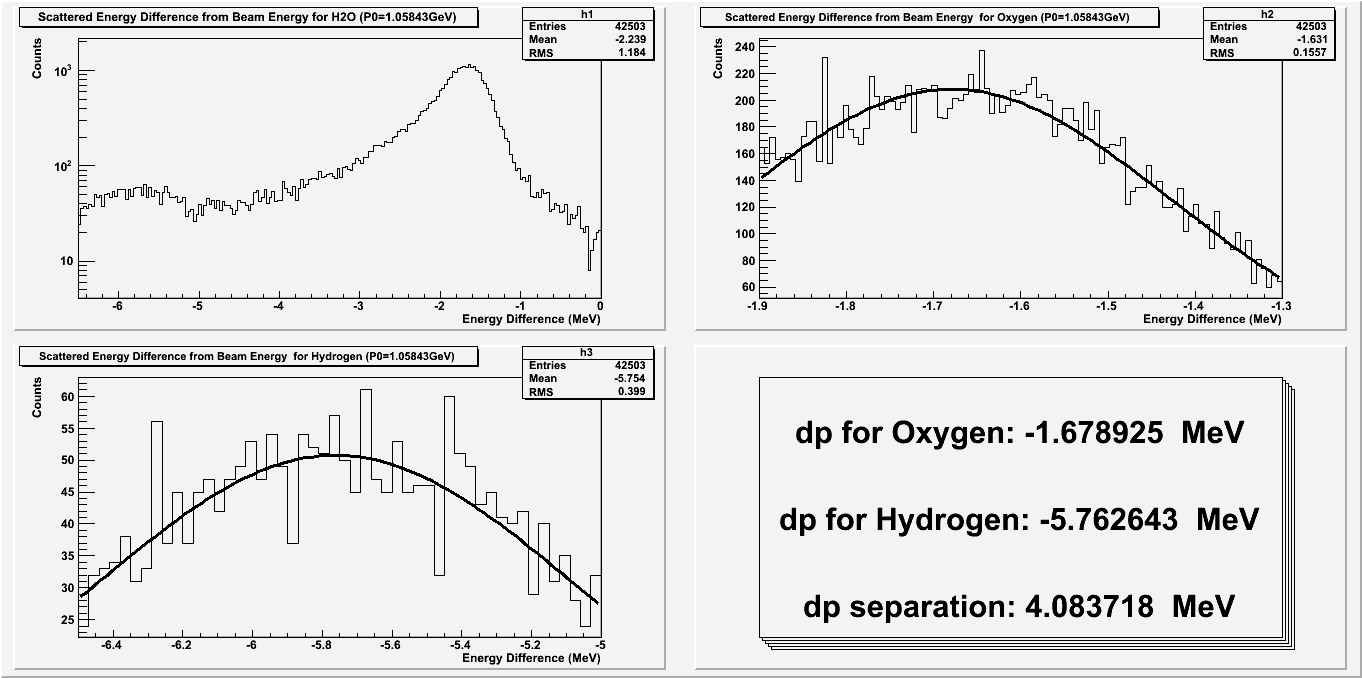 Scattered Energy Difference from Beam Energy for H2O (P0=1.05843GeV)
h1
Entries 42503
Mean -2.239
RMS 1.184
Counts
10³
10²
10
-6 -5 -4 -3 -2 -1 0
Energy Difference (MeV)
Scattered Energy Difference from Beam Energy for Oxygen (P0=1.05843GeV)
h2
Entries 42503
Mean -1.631
RMS 0.1557
Counts
240
220
200
180
160
140
120
100
80
60
-1.9 -1.8 -1.7 -1.6 -1.5 -1.4 -1.3
Energy Difference (MeV)
Scattered Energy Difference from Beam Energy for Hydrogen (P0=1.05843GeV)
h3
Entries 42503
Mean -5.754
RMS 0.399
Counts
60
55
50
45
40
35
30
25
-6.4 -6.2 -6 -5.8 -5.6 -5.4 -5.2 -5
Energy Difference (MeV)
dp for Oxygen: -1.678925 MeV
dp for Hydrogen: -5.762643 MeV
dp separation: 4.083718 MeV